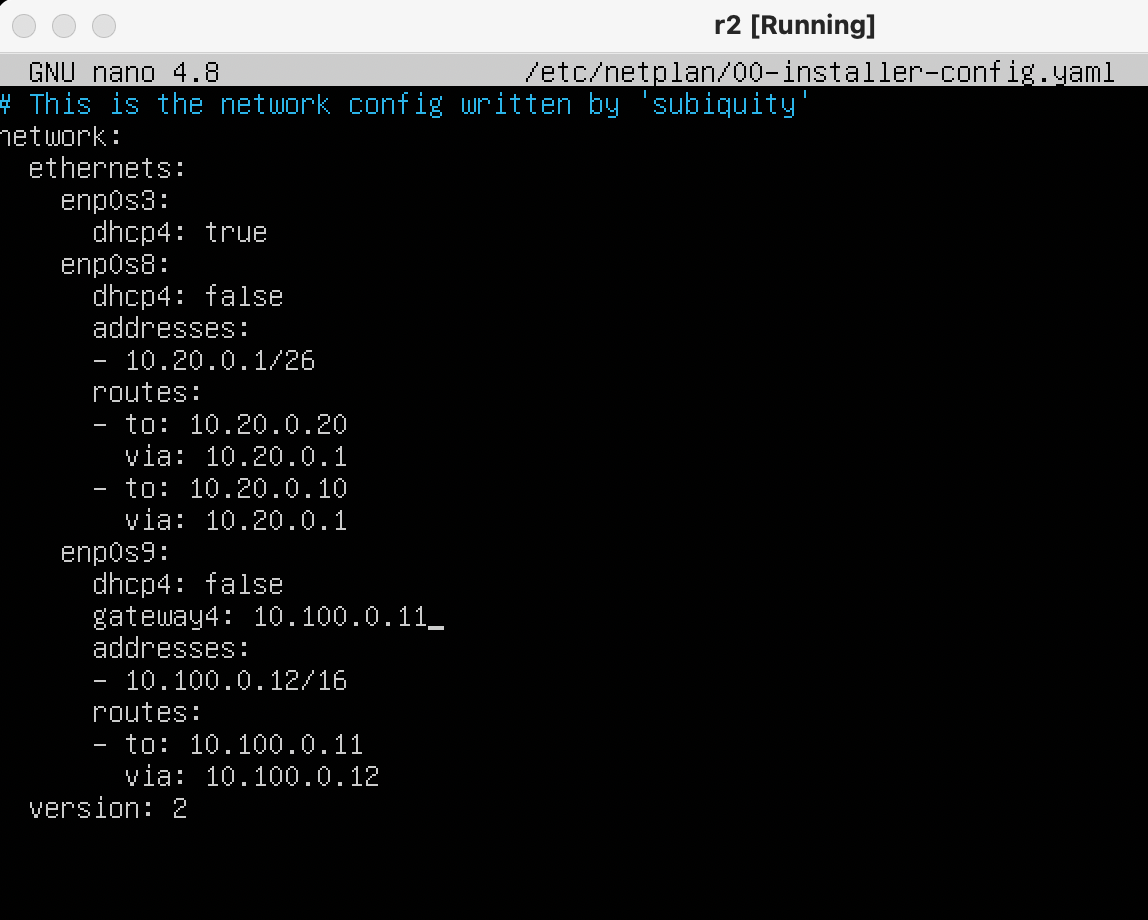 r2 [Running]
GNU nano 4.8 /etc/netplan/00-installer-config.yaml
# This is the network config written by 'subiquity'
network:
  ethernets:
    enp0s3:
      dhcp4: true
    enp0s8:
      dhcp4: false
      addresses:
      - 10.20.0.1/26
      routes:
      - to: 10.20.0.20
        via: 10.20.0.1
      - to: 10.20.0.10
        via: 10.20.0.1
    enp0s9:
      dhcp4: false
      gateway4: 10.100.0.11_
      addresses:
      - 10.100.0.12/16
      routes:
      - to: 10.100.0.11
        via: 10.100.0.12
  version: 2